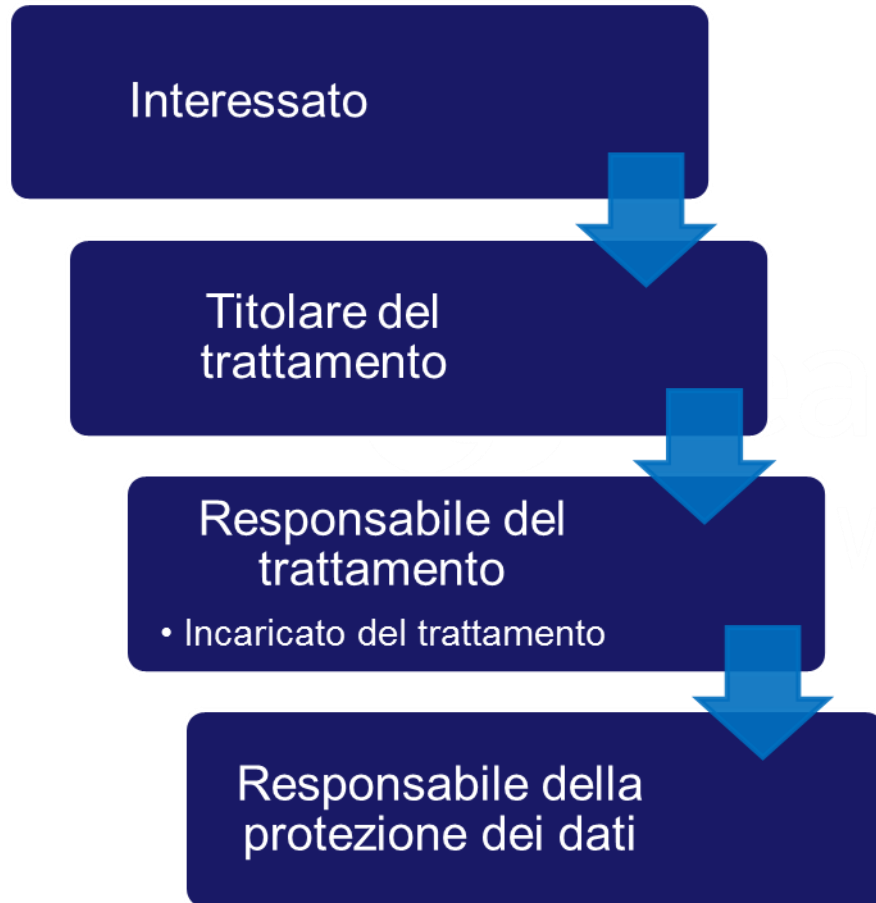 Interessato
Titolare del
trattamento
Responsabile del
trattamento
• Incaricato del trattamento
Responsabile della
protezione dei dati